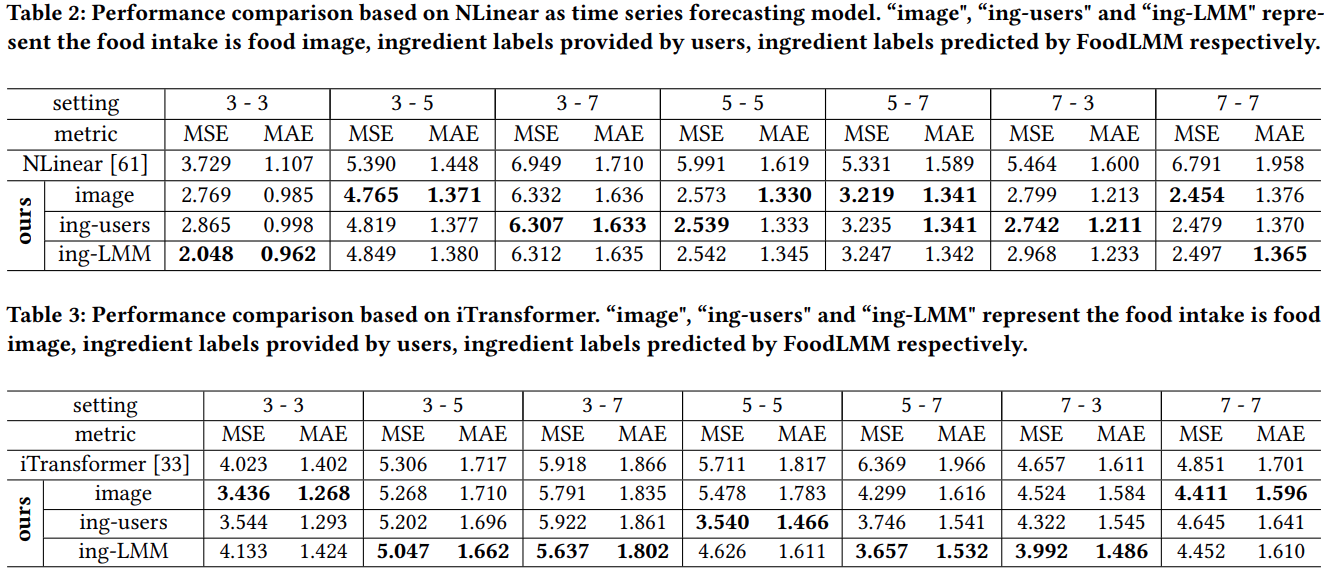 Table 2: Performance comparison based on NLinear as time series forecasting model. “image", “ing-users" and “ing-LMM" repre-
sent the food intake is food image, ingredient labels provided by users, ingredient labels predicted by FoodLMM respectively.
setting 3 - 3 3 - 5 3 - 7 5 - 5 5 - 7 7 - 3 7 - 7
metric MSE MAE MSE MAE MSE MAE MSE MAE MSE MAE MSE MAE MSE MAE
NLinear [61] 3.729 1.107 5.390 1.448 6.949 1.710 5.991 1.619 5.331 1.589 5.464 1.600 6.791 1.958
ours
image 2.769 0.985 4.765 1.371 6.332 1.636 2.573 1.330 3.219 1.341 2.799 1.213 2.454 1.376
ing-users 2.865 0.998 4.819 1.377 6.307 1.633 2.539 1.333 3.235 1.341 2.742 1.211 2.479 1.370
ing-LMM 2.048 0.962 4.849 1.380 6.312 1.635 2.542 1.345 3.247 1.342 2.968 1.233 2.497 1.365
Table 3: Performance comparison based on iTransformer. “image", “ing-users" and “ing-LMM" represent the food intake is food
image, ingredient labels provided by users, ingredient labels predicted by FoodLMM respectively.
setting 3 - 3 3 - 5 3 - 7 5 - 5 5 - 7 7 - 3 7 - 7
metric MSE MAE MSE MAE MSE MAE MSE MAE MSE MAE MSE MAE MSE MAE
iTransformer [33] 4.023 1.402 5.306 1.717 5.918 1.866 5.711 1.817 6.369 1.966 4.657 1.611 4.851 1.701
ours
image 3.436 1.268 5.268 1.710 5.791 1.835 5.478 1.783 4.299 1.616 4.524 1.584 4.411 1.596
ing-users 3.544 1.293 5.202 1.696 5.922 1.861 3.540 1.466 3.746 1.541 4.322 1.545 4.645 1.641
ing-LMM 4.133 1.424 5.047 1.662 5.637 1.802 4.626 1.611 3.657 1.532 3.992 1.486 4.452 1.610